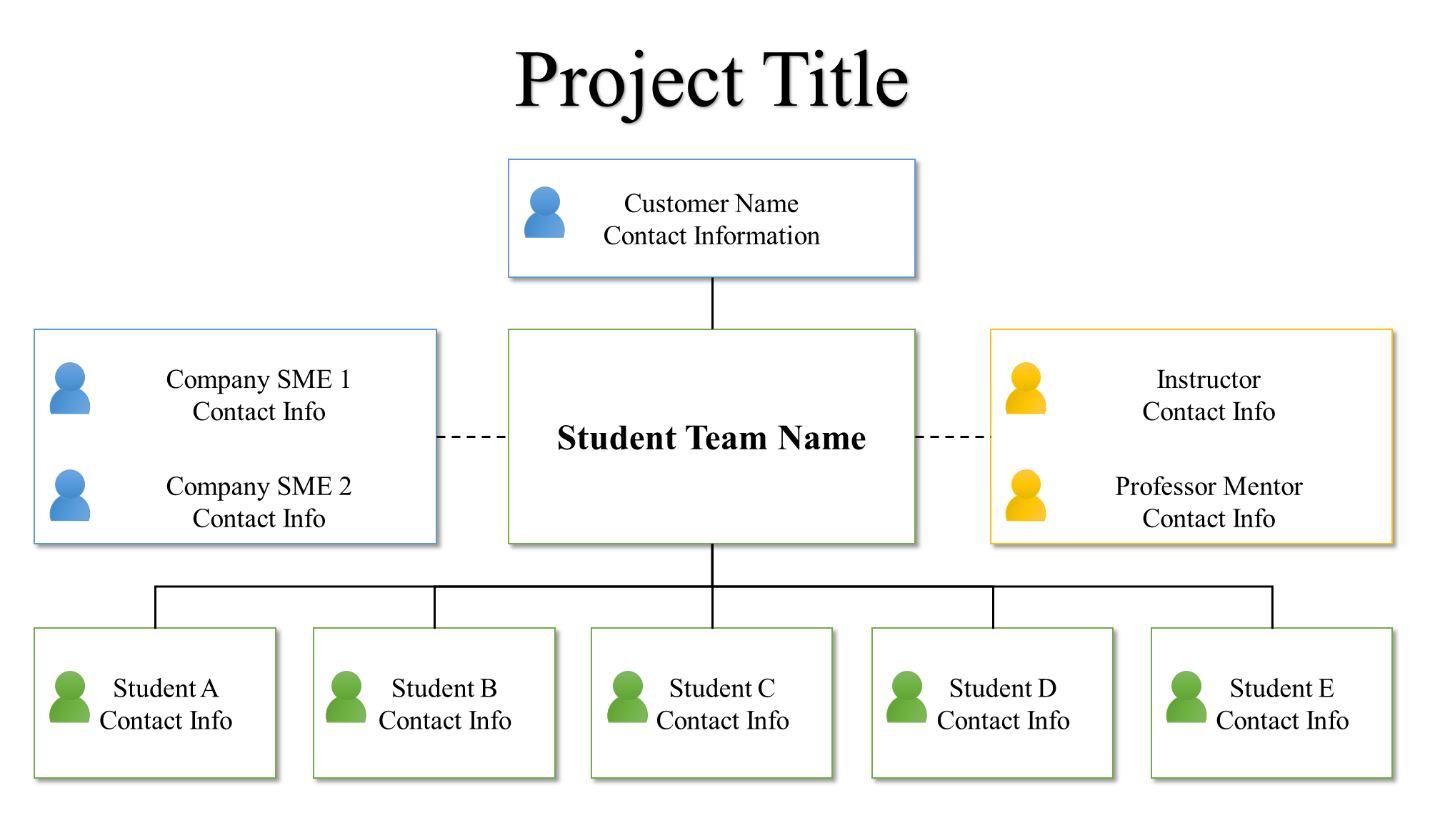 Project Title
Customer Name
Contact Information
Company SME 1
Contact Info
Company SME 2
Contact Info
Student Team Name
Instructor
Contact Info
Professor Mentor
Contact Info
Student A
Contact Info
Student B
Contact Info
Student C
Contact Info
Student D
Contact Info
Student E
Contact Info